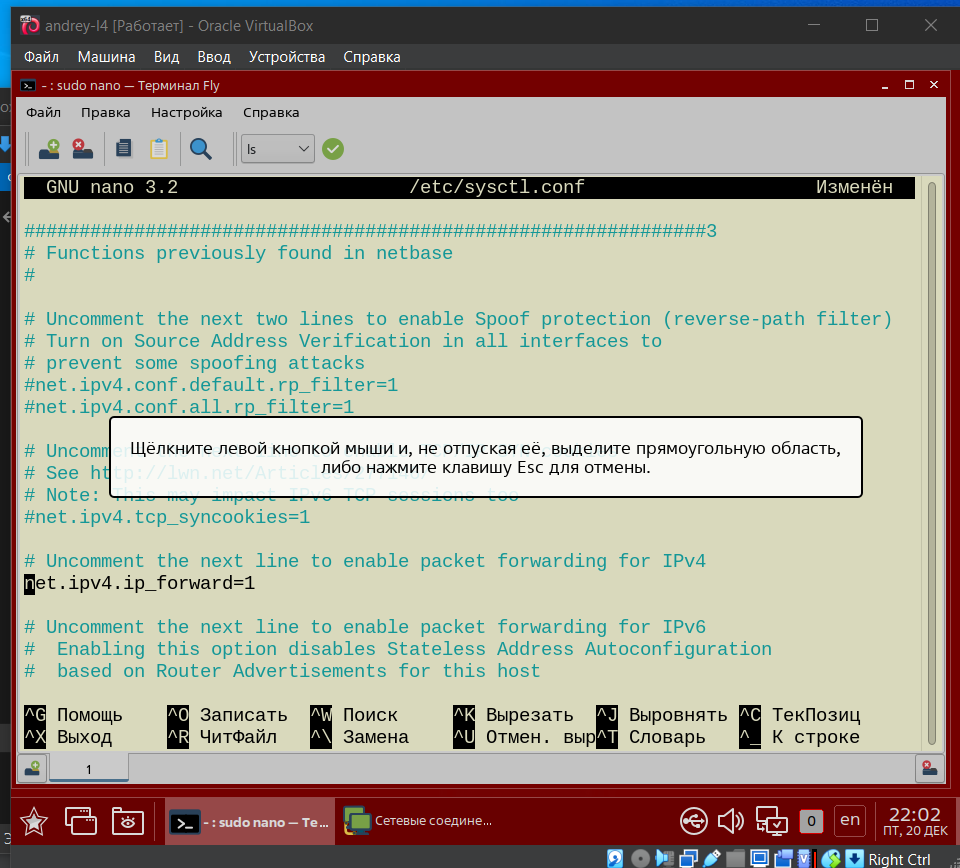 andrey-l4 [Работает] - Oracle VirtualBox
Файл Машина Вид Ввод Устройства Справка
- : sudo nano — Терминал Fly
Файл Правка Настройка Справка
ls
GNU nano 3.2 /etc/sysctl.conf Изменён
##############################################################3
# Functions previously found in netbase
#
# Uncomment the next two lines to enable Spoof protection (reverse-path filter)
# Turn on Source Address Verification in all interfaces to
# prevent some spoofing attacks
#net.ipv4.conf.default.rp_filter=1
#net.ipv4.conf.all.rp_filter=1
Щёлкните левой кнопкой мыши и, не отпуская её, выделите прямоугольную область,
либо нажмите клавишу Esc для отмены.
# Uncomm
# See http://lwn.net/Articles/
# Note: This may impact IPv6 TCP sessions too
#net.ipv4.tcp_syncookies=1
# Uncomment the next line to enable packet forwarding for IPv4
net.ipv4.ip_forward=1
# Uncomment the next line to enable packet forwarding for IPv6
#  Enabling this option disables Stateless Address Autoconfiguration
#  based on Router Advertisements for this host
^G Помощь ^O Записать ^W Поиск ^K Вырезать ^J Выровнять ^C ТекПозиц
^X Выход ^R ЧитФайл ^\ Замена ^U Отмен. выр^T Словарь ^_ К строке
1
- : sudo nano — Те... Сетевые соедине... 0 en 22:02
ПТ, 20 ДЕК
Right Ctrl